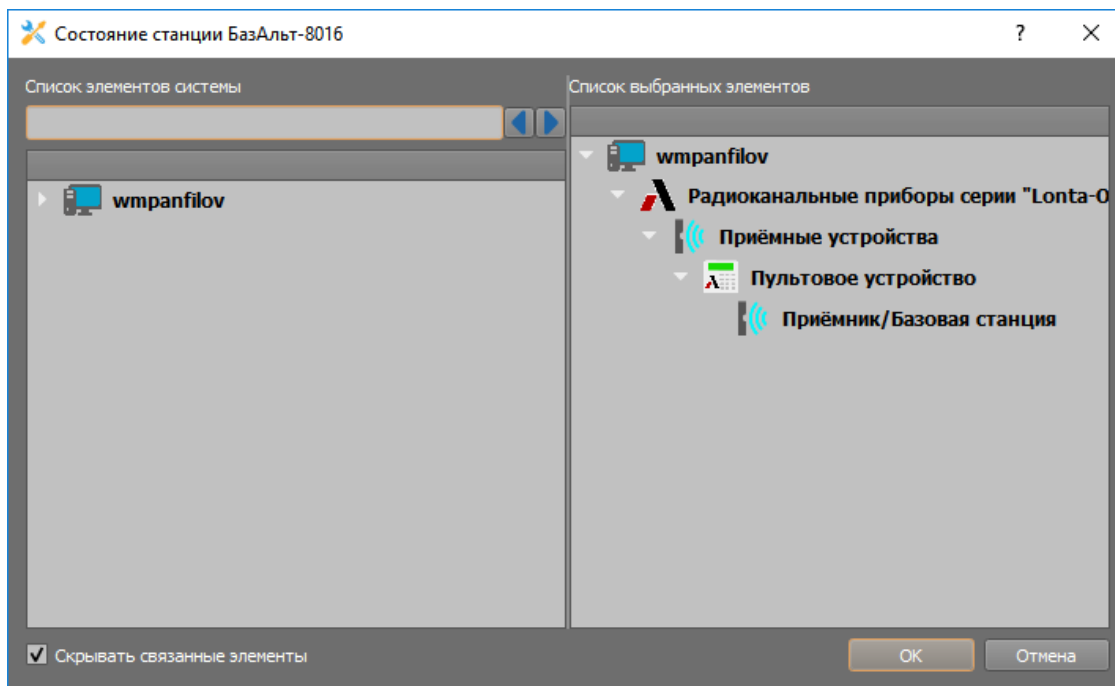 Состояние станции БазАльт-8016
?
Список элементов системы
Список выбранных элементов
wmpanfilov
wmpanfilov
Радиоканальные приборы серии "Lonta-O
Приёмные устройства
Пультовое устройство
Приёмник/Базовая станция
Скрывать связанные элементы
OK
Отмена